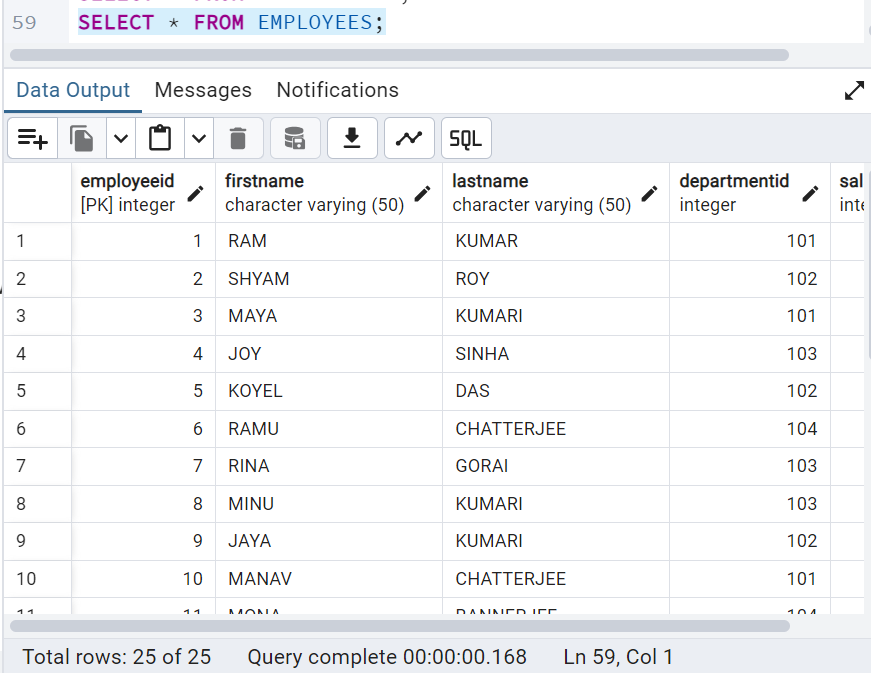 59 SELECT * FROM EMPLOYEES;
Data Output Messages Notifications
SQL
employeeid firstname lastname departmentid sal
[PK] integer character varying (50) character varying (50) integer inte
1 1 RAM KUMAR 101
2 2 SHYAM ROY 102
3 3 MAYA KUMARI 101
4 4 JOY SINHA 103
5 5 KOYEL DAS 102
6 6 RAMU CHATTERJEE 104
7 7 RINA GORAI 103
8 8 MINU KUMARI 103
9 9 JAYA KUMARI 102
10 10 MANAV CHATTERJEE 101
11 11 MONA BANNERJEE 104
Total rows: 25 of 25 Query complete 00:00:00.168 Ln 59, Col 1